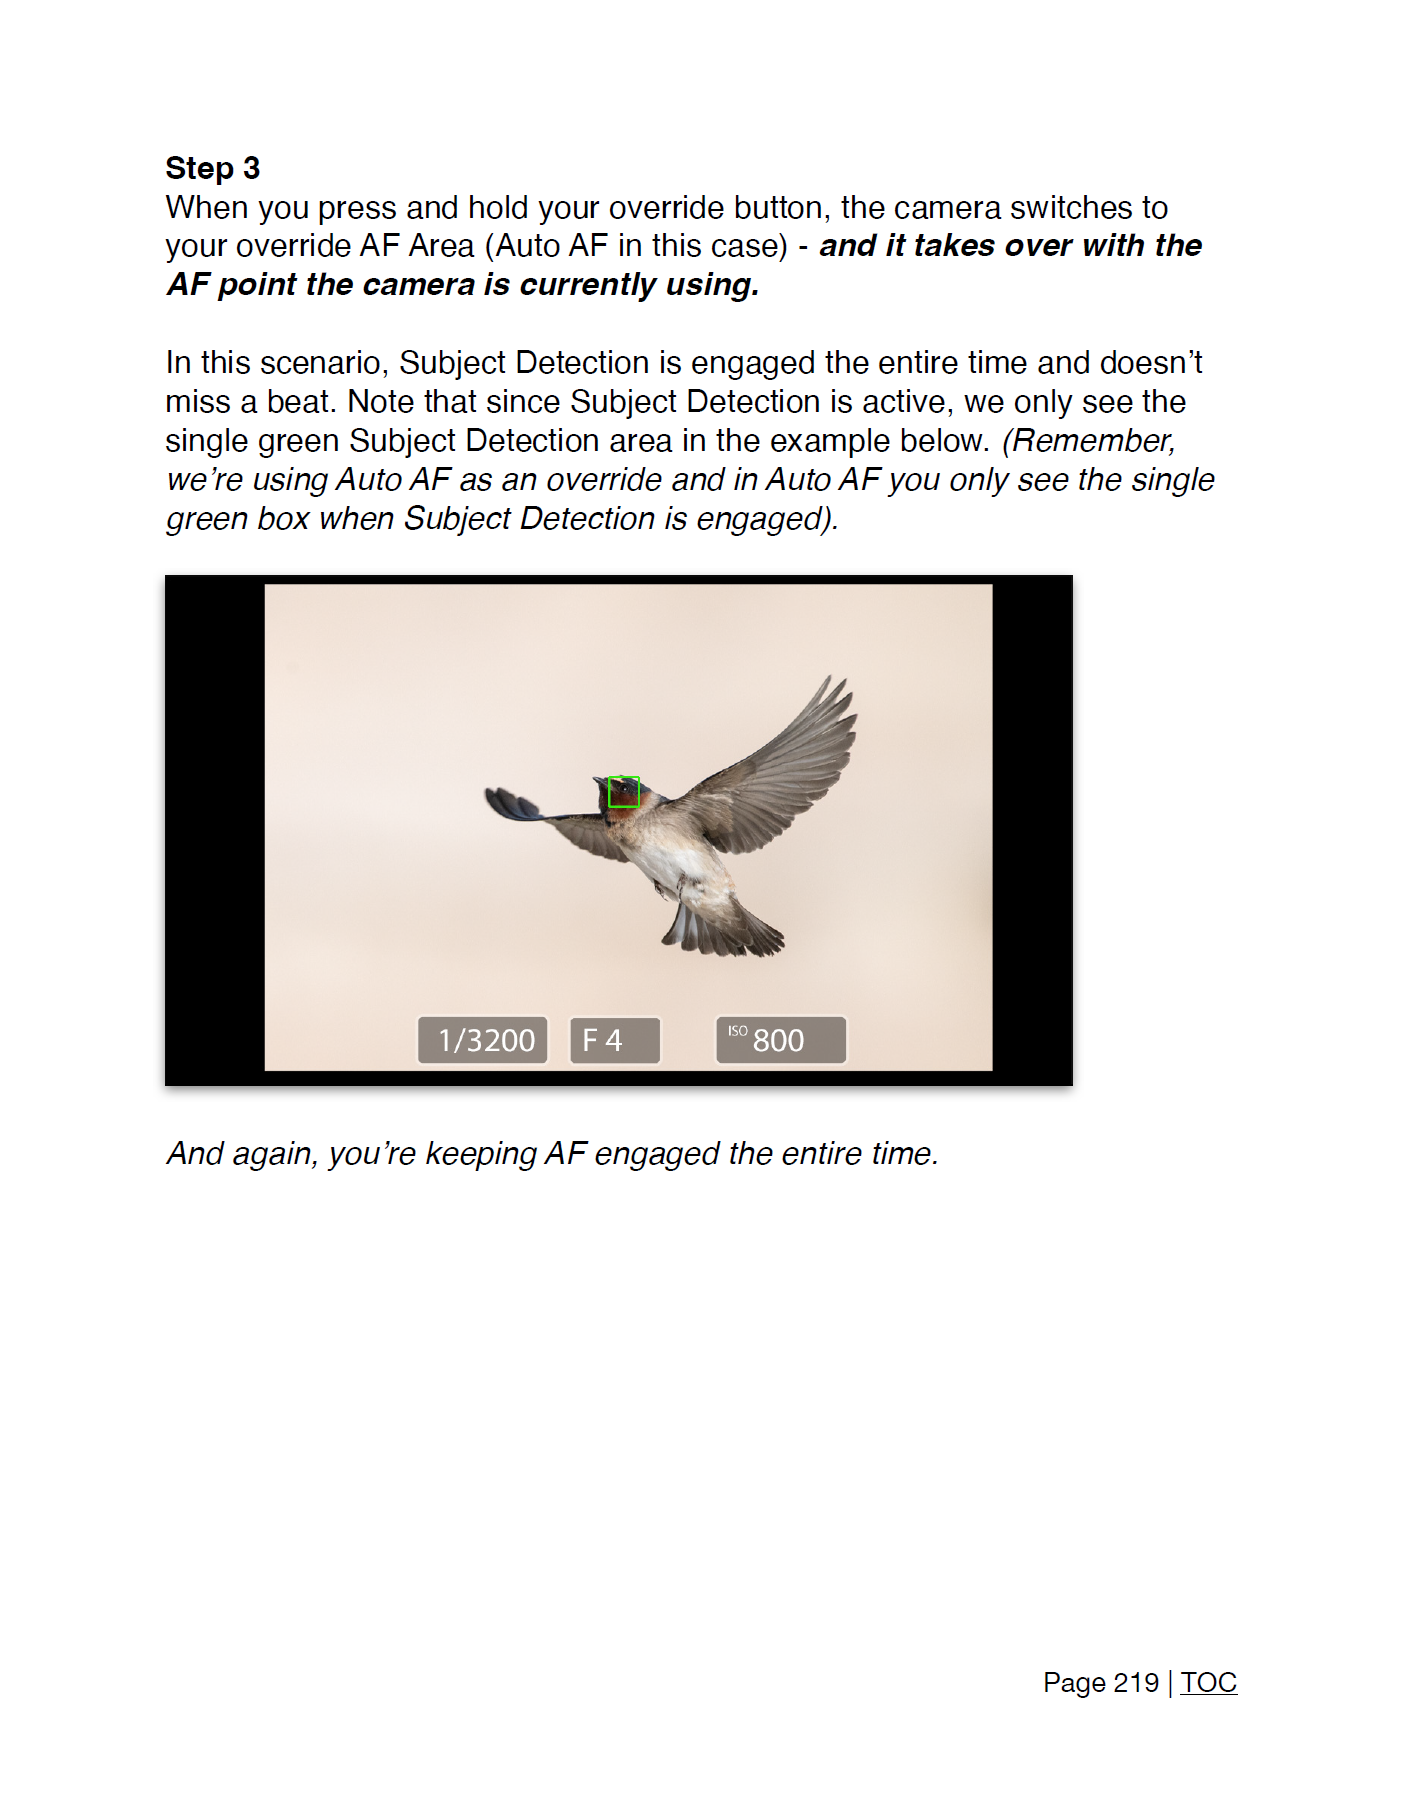 Step 3
When you press and hold your override button, the camera switches to
your override AF Area (Auto AF in this case) - and it takes over with the
AF point the camera is currently using.
In this scenario, Subject Detection is engaged the entire time and doesn’t
miss a beat. Note that since Subject Detection is active, we only see the
single green Subject Detection area in the example below. (Remember,
we’re using Auto AF as an override and in Auto AF you only see the single
green box when Subject Detection is engaged).
1/3200 F 4 ISO 800
And again, you’re keeping AF engaged the entire time.
Page 219 | TOC